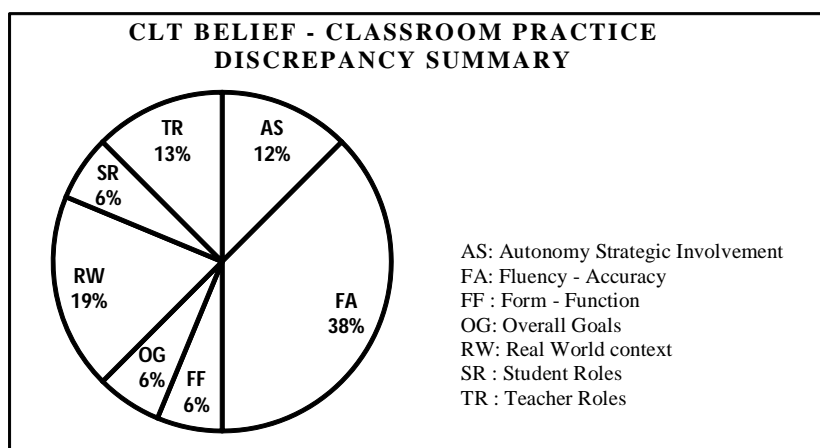 CLT BELIEF - CLASSROOM PRACTICE
DISCREPANCY SUMMARY
TR
13%
AS
12%
SR
6%
RW
19%
FA
38%
OG
6%
FF
6%
AS: Autonomy Strategic Involvement
FA: Fluency - Accuracy
FF : Form - Function
OG: Overall Goals
RW: Real World context
SR : Student Roles
TR : Teacher Roles